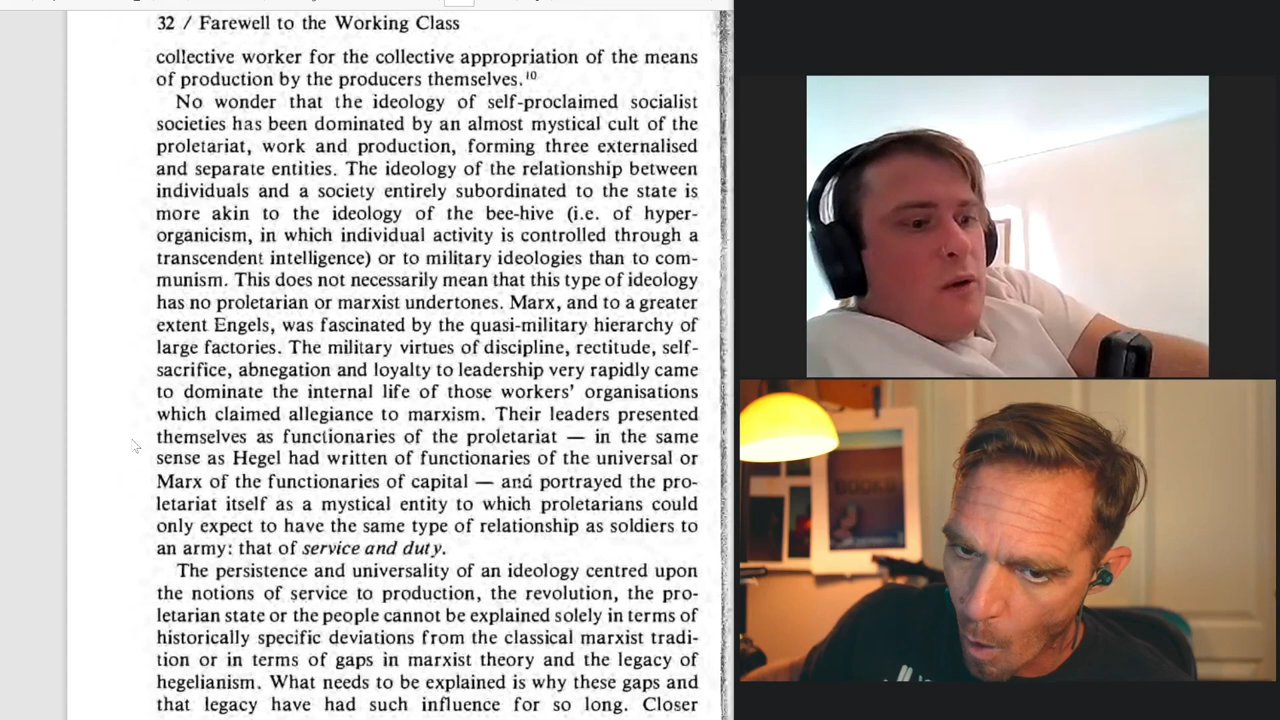 32 / Farewell to the Working Class
collective worker for the collective appropriation of the means
of production by the producers themselves.¹⁰
No wonder that the ideology of self-proclaimed socialist
societies has been dominated by an almost mystical cult of the
proletariat, work and production, forming three externalised
and separate entities. The ideology of the relationship between
individuals and a society entirely subordinated to the state is
more akin to the ideology of the bee-hive (i.e. of hyper-
organicism, in which individual activity is controlled through a
transcendent intelligence) or to military ideologies than to com-
munism. This does not necessarily mean that this type of ideology
has no proletarian or marxist undertones. Marx, and to a greater
extent Engels, was fascinated by the quasi-military hierarchy of
large factories. The military virtues of discipline, rectitude, self-
sacrifice, abnegation and loyalty to leadership very rapidly came
to dominate the internal life of those workers' organisations
which claimed allegiance to marxism. Their leaders presented
themselves as functionaries of the proletariat — in the same
sense as Hegel had written of functionaries of the universal or
Marx of the functionaries of capital — and portrayed the pro-
letariat itself as a mystical entity to which proletarians could
only expect to have the same type of relationship as soldiers to
an army: that of service and duty.
The persistence and universality of an ideology centred upon
the notions of service to production, the revolution, the pro-
letarian state or the people cannot be explained solely in terms of
historically specific deviations from the classical marxist tradi-
tion or in terms of gaps in marxist theory and the legacy of
hegelianism. What needs to be explained is why these gaps and
that legacy have had such influence for so long. Closer
BOOKS